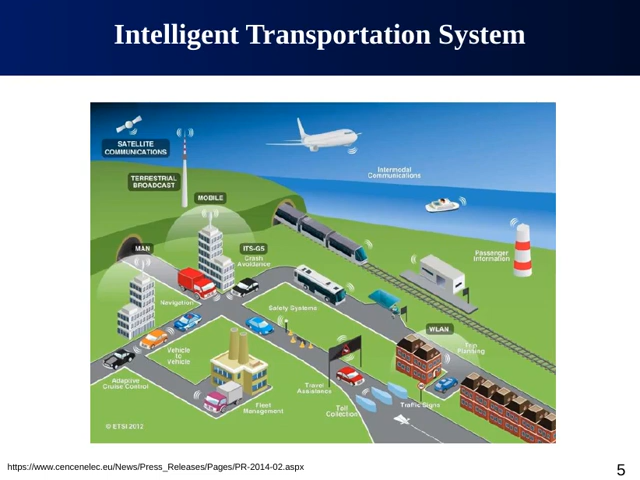 Intelligent Transportation System
SATELLITE
COMMUNICATIONS
TERRESTRIAL
BROADCAST
Intermodal
Communications
MOBILE
MAN
ITS-G5
Crash
Avoidance
Passenger
Information
Navigation
Safety Systems
WLAN
Trip
Planning
Vehicle
to
Vehicle
Adaptive
Cruise Control
Travel
Assistance
Fleet
Management
Toll
Collection
Traffic Signs
© ETSI 2012
https://www.cencenelec.eu/News/Press_Releases/Pages/PR-2014-02.aspx
5